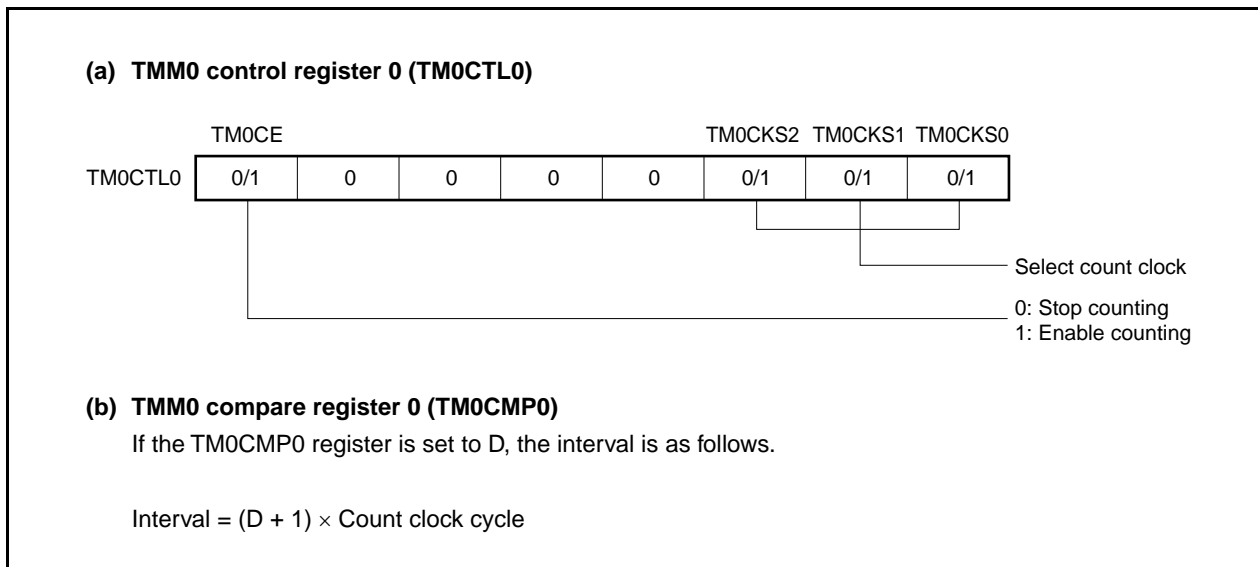 (a) TMM0 control register 0 (TM0CTL0)
TM0CE TM0CKS2 TM0CKS1 TM0CKS0
TM0CTL0 0/1 0 0 0 0 0/1 0/1 0/1
Select count clock
0: Stop counting
1: Enable counting
(b) TMM0 compare register 0 (TM0CMP0)
If the TM0CMP0 register is set to D, the interval is as follows.
Interval = (D + 1) × Count clock cycle